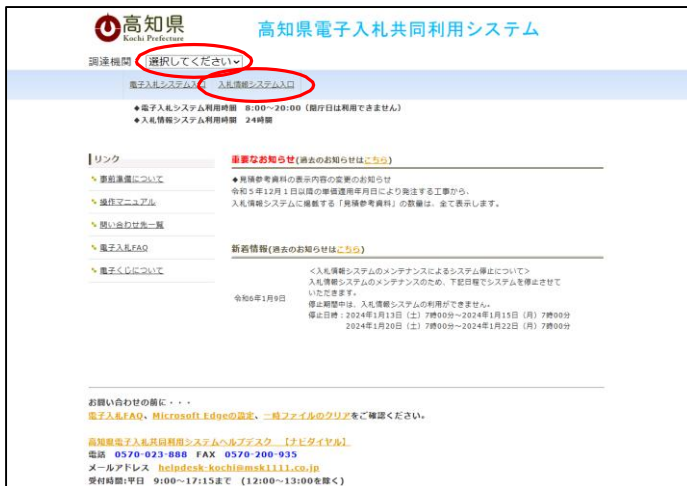 高知県
Kochi Prefecture
高知県電子入札共同利用システム
調達機関 選択してください
電子入札システム入口 入札情報システム入口
◆電子入札システム利用時間 8:00～20:00 (閉庁日は利用できません)
◆入札情報システム利用時間 24時間
リンク
事前準備について
操作マニュアル
問い合わせ先一覧
電子入札FAQ
電子くじについて
重要なお知らせ(過去のお知らせはこちら)
◆見積参考資料の表示内容の変更のお知らせ
令和５年12月１日以降の単価適用年月日により発注する工事から、
入札情報システムに掲載する「見積参考資料」の数量は、全て表示します。
新着情報(過去のお知らせはこちら)
令和6年1月9日
＜入札情報システムのメンテナンスによるシステム停止について＞
入札情報システムのメンテナンスのため、下記日程でシステムを停止させて
いただきます。
停止期間中は、入札情報システムの利用ができません。
停止日時：2024年1月13日（土）7時00分～2024年1月15日（月）7時00分
2024年1月20日（土）7時00分～2024年1月22日（月）7時00分
お問い合わせの前に・・・
電子入札FAQ、Microsoft Edgeの設定、一時ファイルのクリアをご確認ください。
高知県電子入札共同利用システムヘルプデスク 【ナビダイヤル】
電話 0570-023-888 FAX 0570-200-935
メールアドレス helpdesk-kochi@msk1111.co.jp
受付時間:平日 9:00～17:15まで (12:00～13:00を除く)